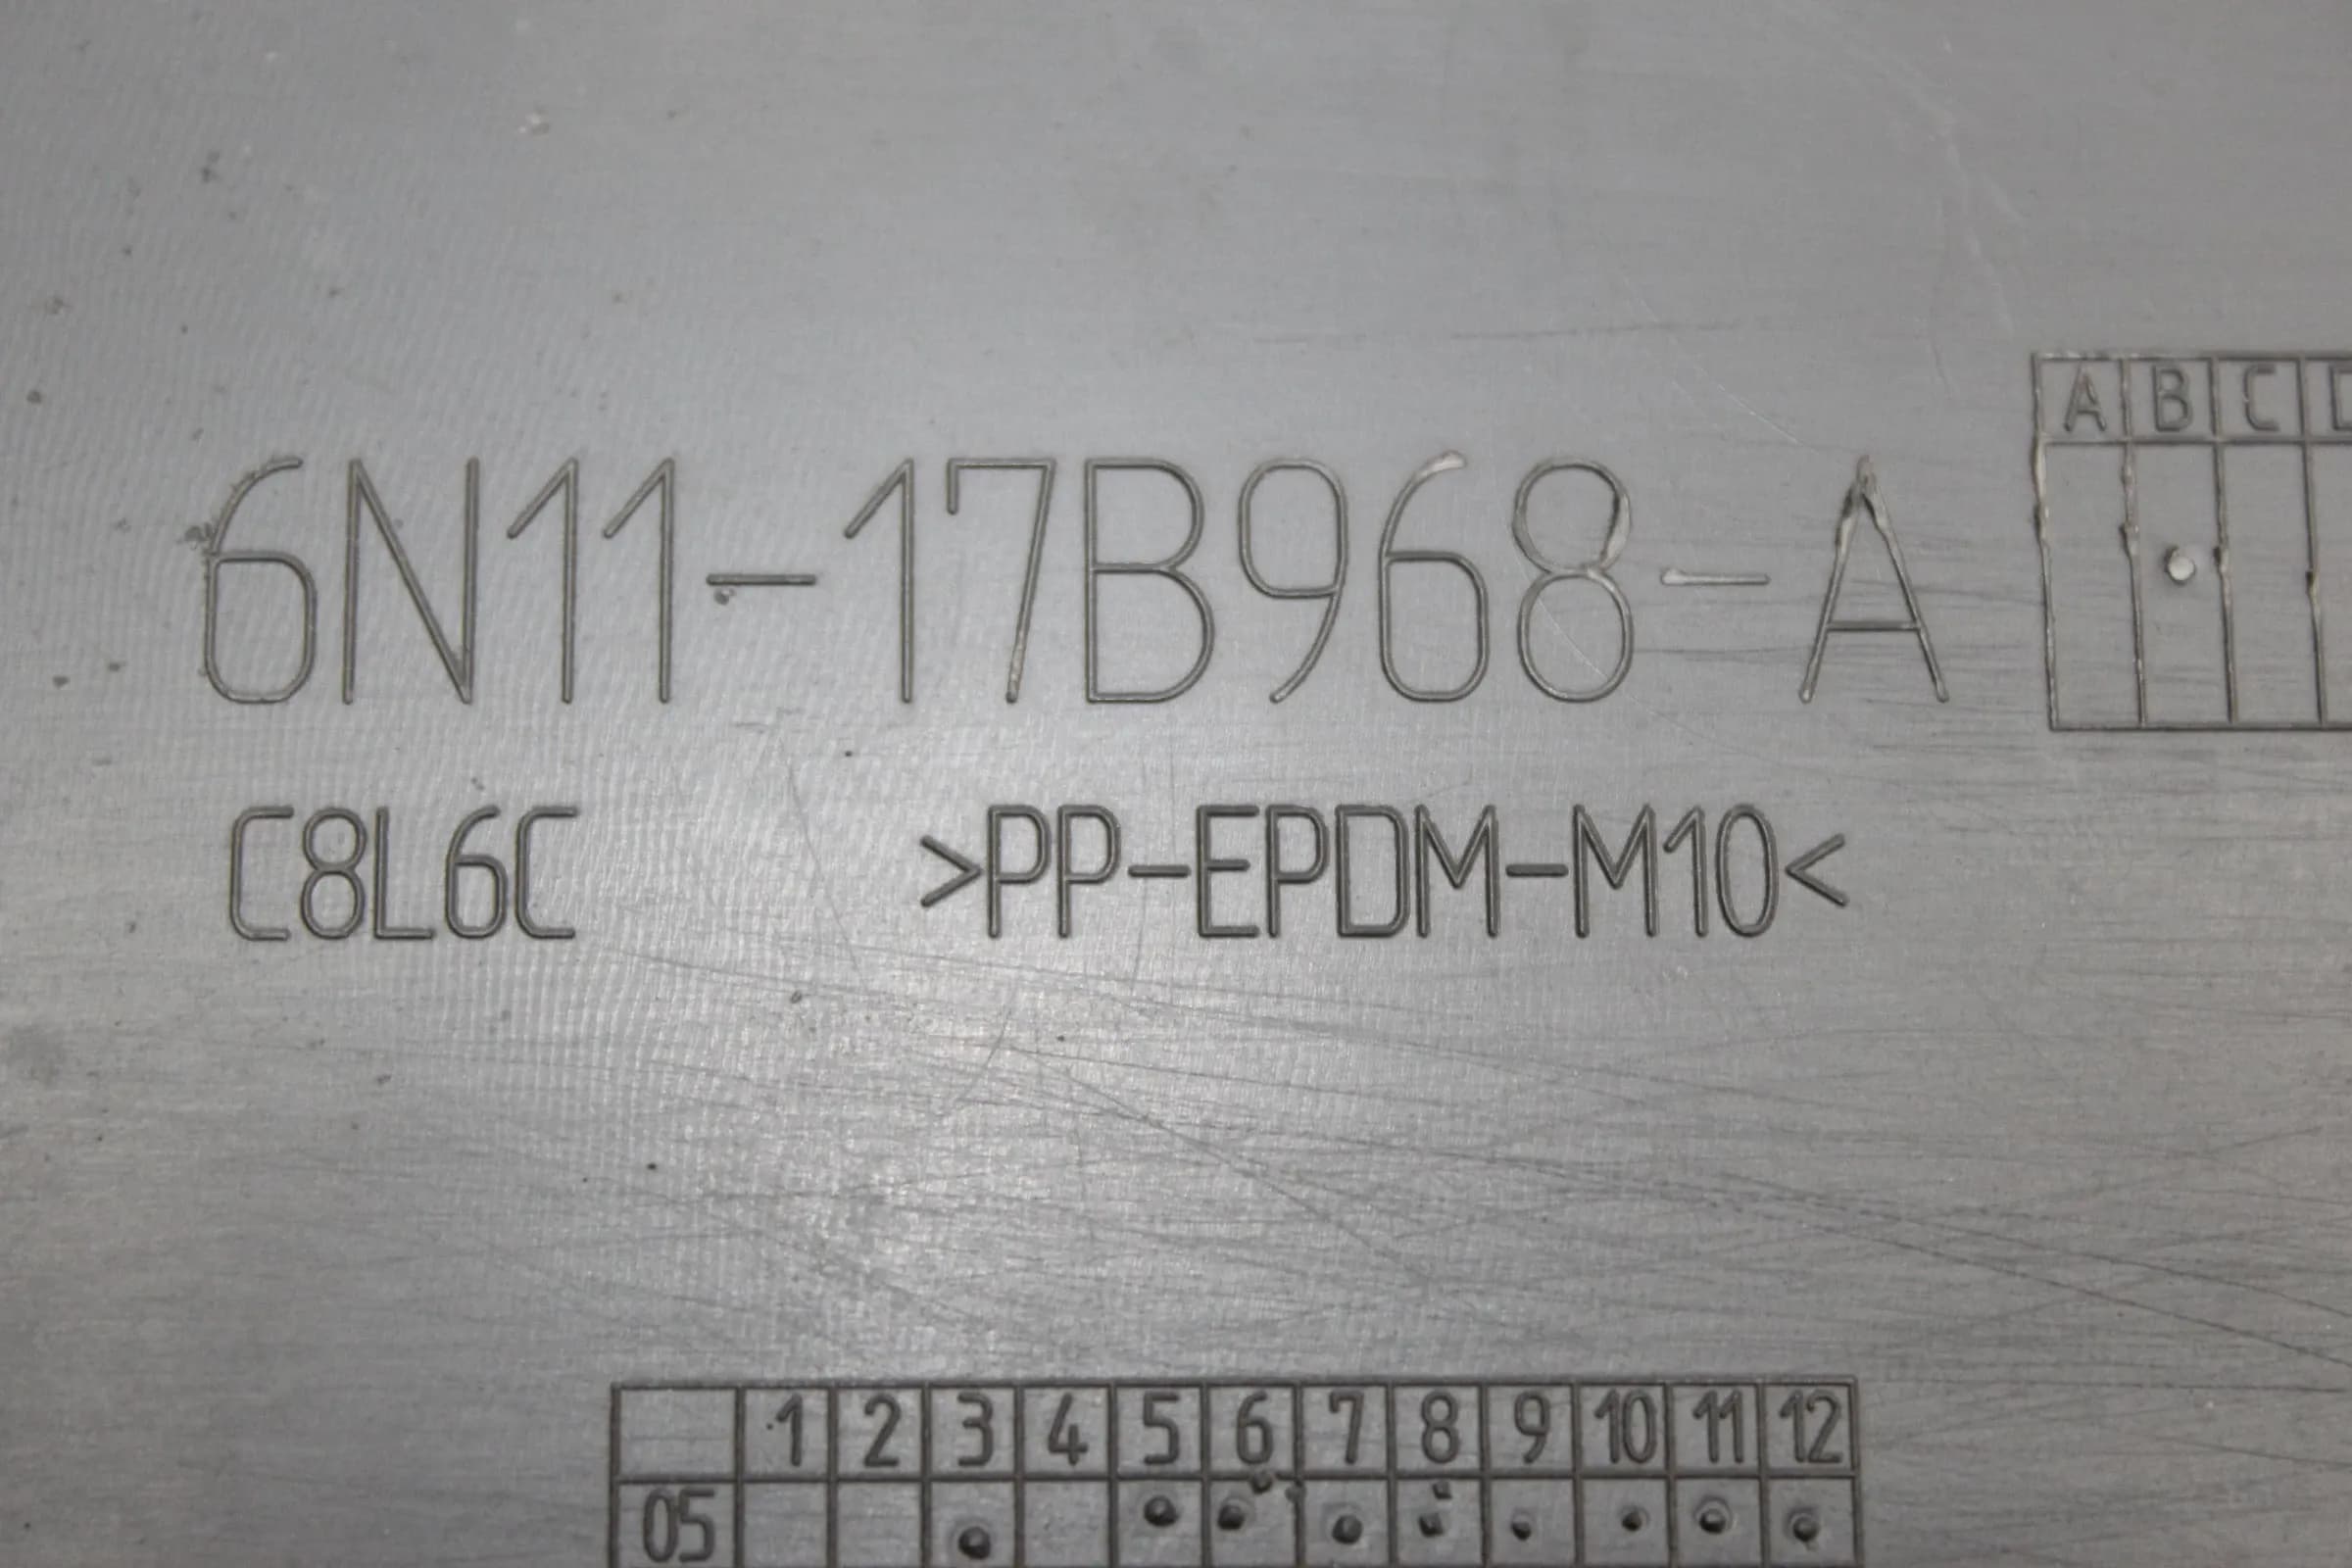 6N11-17B968-A
A B C
C8L6C >PP-EPDM-M10<
1 2 3 4 5 6 7 8 9 10 11 12
05